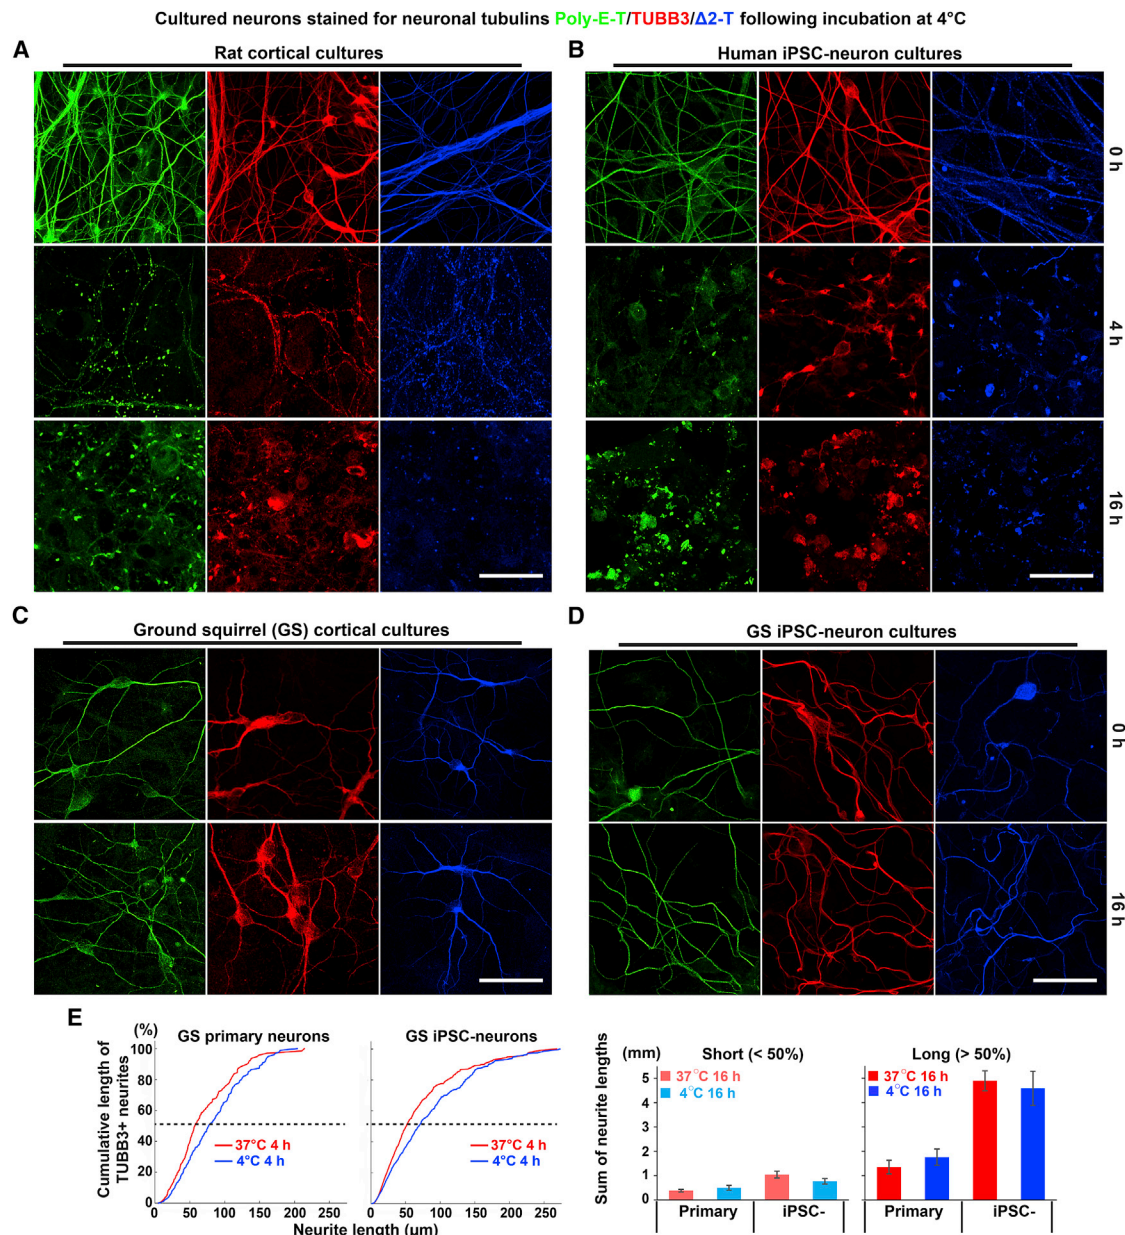 Cultured neurons stained for neuronal tubulins Poly-E-T/TUBB3/Δ2-T following incubation at 4°C
A
Rat cortical cultures
B
Human iPSC-neuron cultures
0 h
4 h
16 h
C
Ground squirrel (GS) cortical cultures
D
GS iPSC-neuron cultures
0 h
16 h
E
(%)
GS primary neurons
GS iPSC-neurons
Cumulative length of
TUBB3+ neurites
100
80
60
40
20
0
37°C 4 h
4°C 4 h
37°C 4 h
4°C 4 h
0 50 100 150 200 250
0 50 100 150 200 250
Neurite length (µm)
(mm)
Short (< 50%)
Long (> 50%)
Sum of neurite lengths
5
4
3
2
1
0
37°C 16 h
4°C 16 h
37°C 16 h
4°C 16 h
Primary iPSC- Primary iPSC-